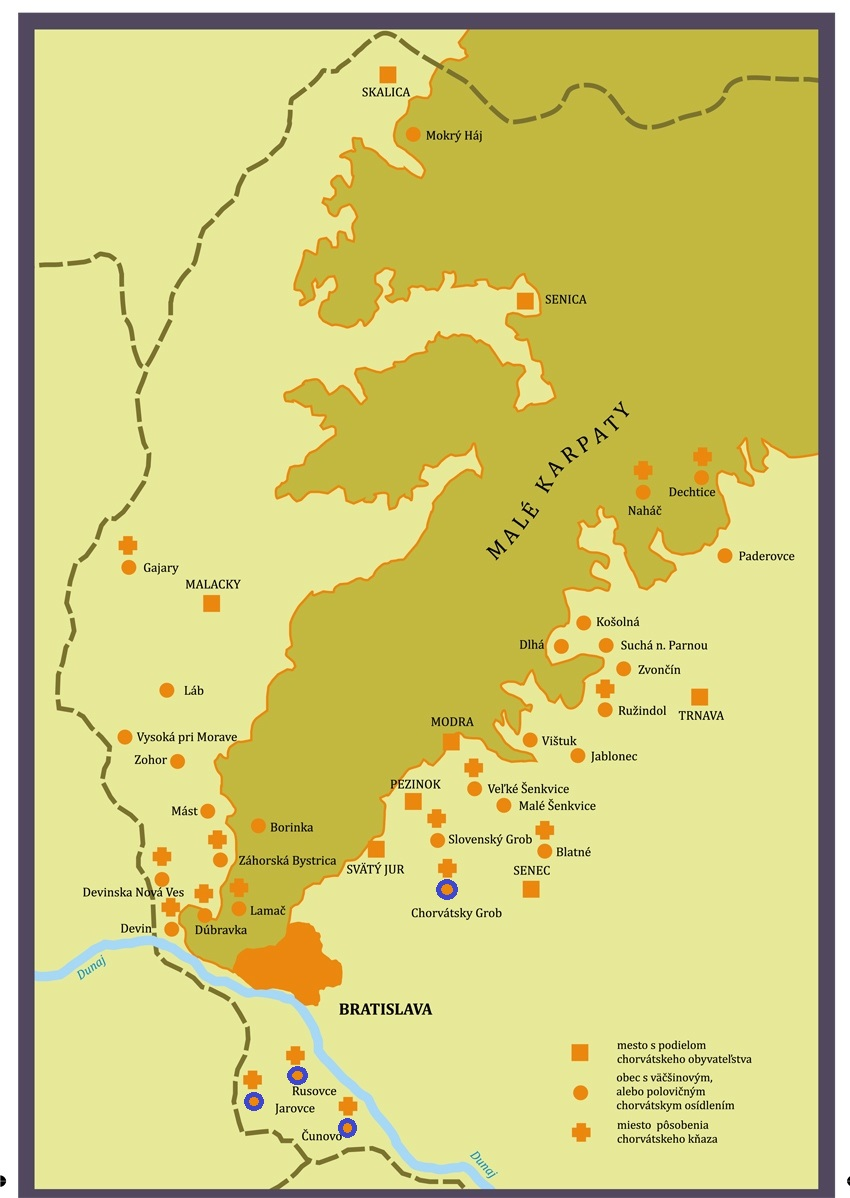 SKALICA
Mokrý Háj
SENICA
MALÉ KARPATY
Dechtice
Naháč
Paderovce
Gajary
MALACKY
Košolná
Dlhá
Suchá n. Parnou
Zvončín
Láb
Ružindol
TRNAVA
MODRA
Vysoká pri Morave
Vištuk
Zohor
Jablonec
PEZINOK
Veľké Šenkvice
Malé Šenkvice
Mást
Borinka
Slovenský Grob
Blatné
Záhorská Bystrica
SVÄTÝ JUR
SENEC
Devinska Nová Ves
Lamač
Chorvátsky Grob
Devin
Dúbravka
Dunaj
BRATISLAVA
Rusovce
Jarovce
Čunovo
Dunaj
mesto s podielom
chorvátskeho obyvateľstva
obec s väčšinovým,
alebo polovičným
chorvátskym osídlením
miesto pôsobenia
chorvátskeho kňaza